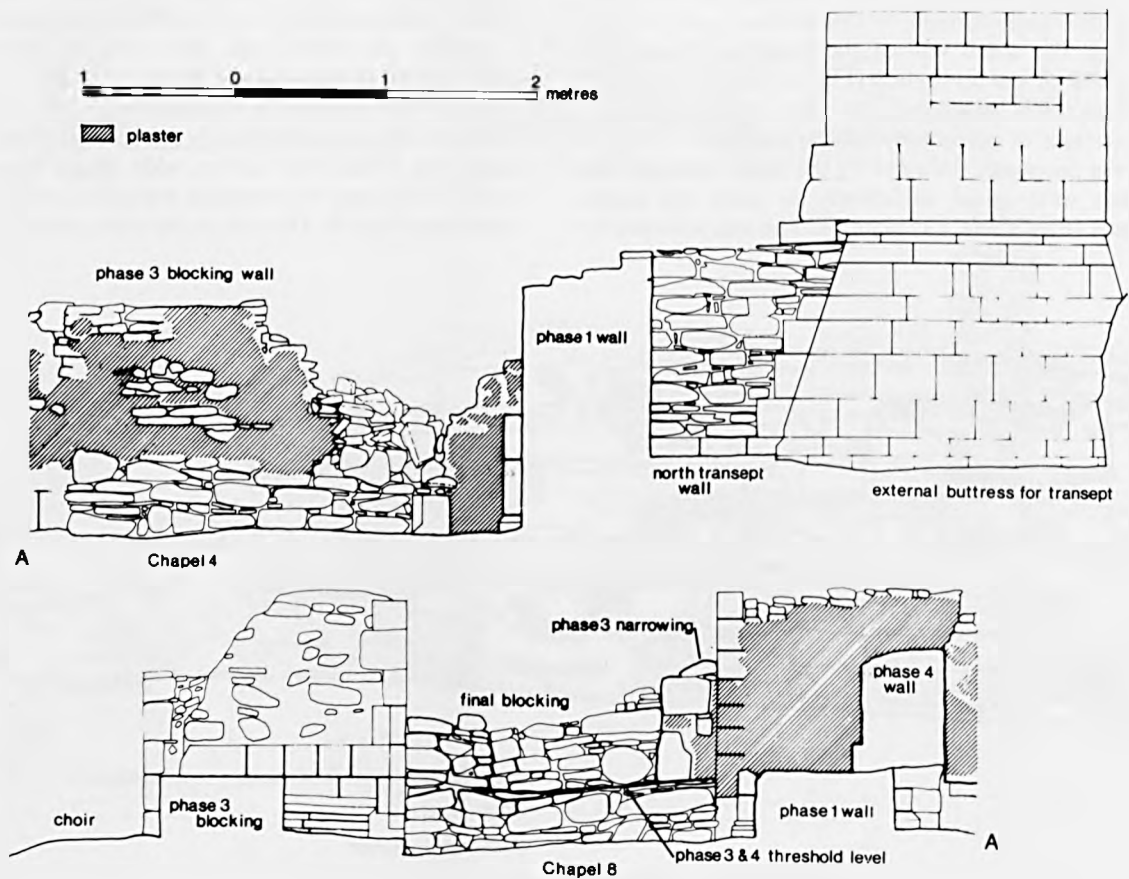 1 0 1 2
metres
plaster
phase 3 blocking wall
phase 1 wall
north transept
wall
external buttress for transept
A
Chapel 4
phase 3 narrowing
final blocking
phase 4
wall
choir
phase 3
blocking
phase 1 wall
A
phase 3 & 4 threshold level
Chapel 8